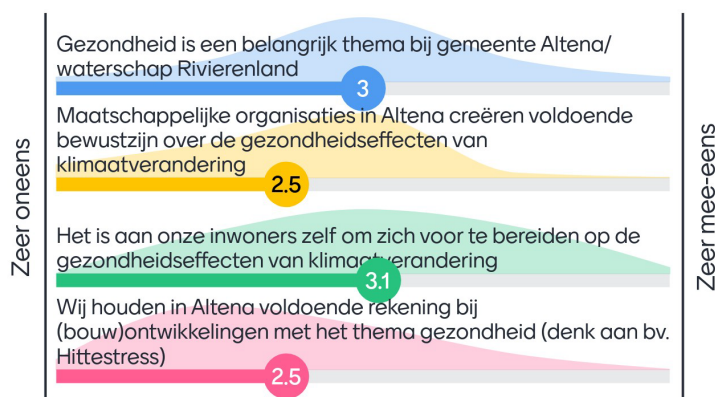 Gezondheid is een belangrijk thema bij gemeente Altena/
waterschap Rivierenland
3
Maatschappelijke organisaties in Altena creëren voldoende
bewustzijn over de gezondheidseffecten van
klimaatverandering
2.5
Het is aan onze inwoners zelf om zich voor te bereiden op de
gezondheidseffecten van klimaatverandering
3.1
Wij houden in Altena voldoende rekening bij
(bouw)ontwikkelingen met het thema gezondheid (denk aan bv.
Hittestress)
2.5
Zeer oneens
Zeer mee-eens